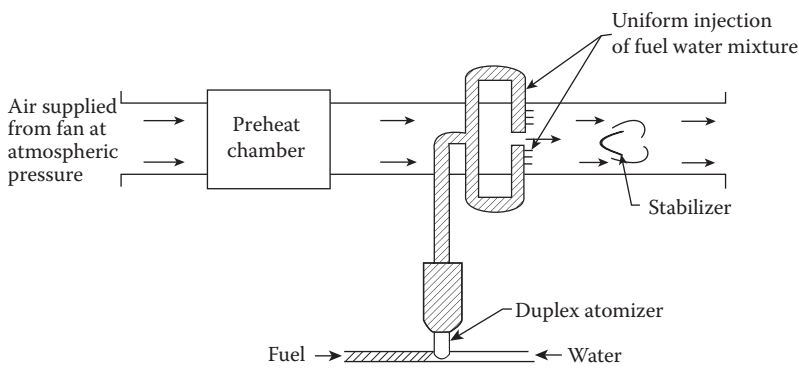 Uniform injection
of fuel water mixture
Air supplied
from fan at
atmospheric
pressure
Preheat
chamber
Stabilizer
Duplex atomizer
Fuel
Water